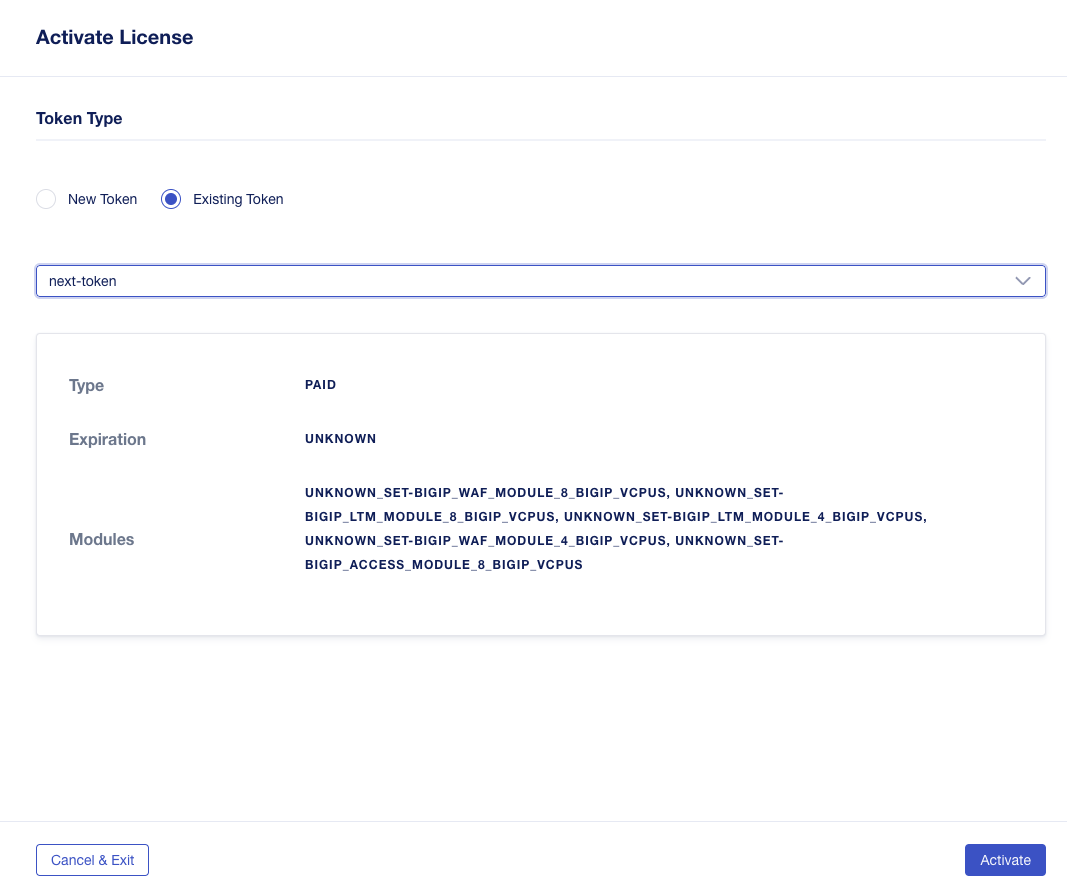 Activate License
Token Type
New Token
Existing Token
next-token
Type
PAID
Expiration
UNKNOWN
Modules
UNKNOWN_SET-BIGIP_WAF_MODULE_8_BIGIP_VCPUS, UNKNOWN_SET-
BIGIP_LTM_MODULE_8_BIGIP_VCPUS, UNKNOWN_SET-BIGIP_LTM_MODULE_4_BIGIP_VCPUS,
UNKNOWN_SET-BIGIP_WAF_MODULE_4_BIGIP_VCPUS, UNKNOWN_SET-
BIGIP_ACCESS_MODULE_8_BIGIP_VCPUS
Cancel & Exit
Activate